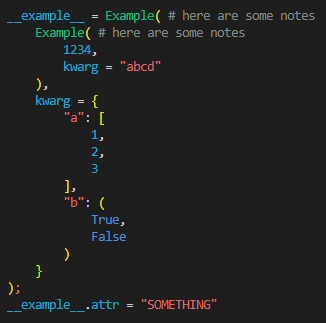 __example__ = Example( # here are some notes
    Example( # here are some notes
        1234,
        kwarg = "abcd"
    ),
    kwarg = {
        "a": [
            1,
            2,
            3
        ],
        "b": (
            True,
            False
        )
    }
);
__example__.attr = "SOMETHING"